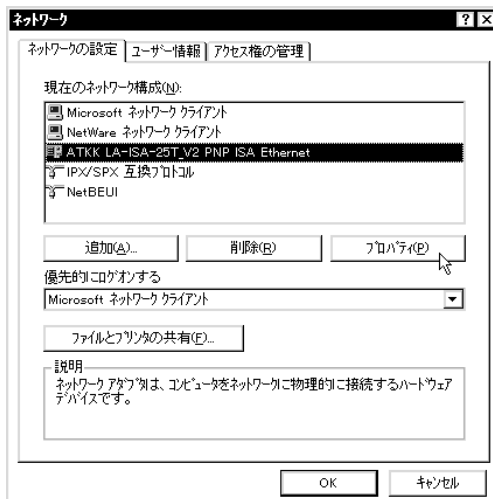 ネットワーク
ネットワークの設定 ユーザー情報 アクセス権の管理
現在のネットワーク構成(N):
Microsoft ネットワーク クライアント
NetWare ネットワーク クライアント
ATKK LA-ISA-25T_V2 PNP ISA Ethernet
IPX/SPX 互換プロトコル
NetBEUI
追加(A)... 削除(R) プロパティ(P)
優先的にログオンする
Microsoft ネットワーク クライアント
ファイルとプリンタの共有(F)...
説明
ネットワーク アダプタは、コンピュータをネットワークに物理的に接続するハードウェア
デバイスです。
OK キャンセル